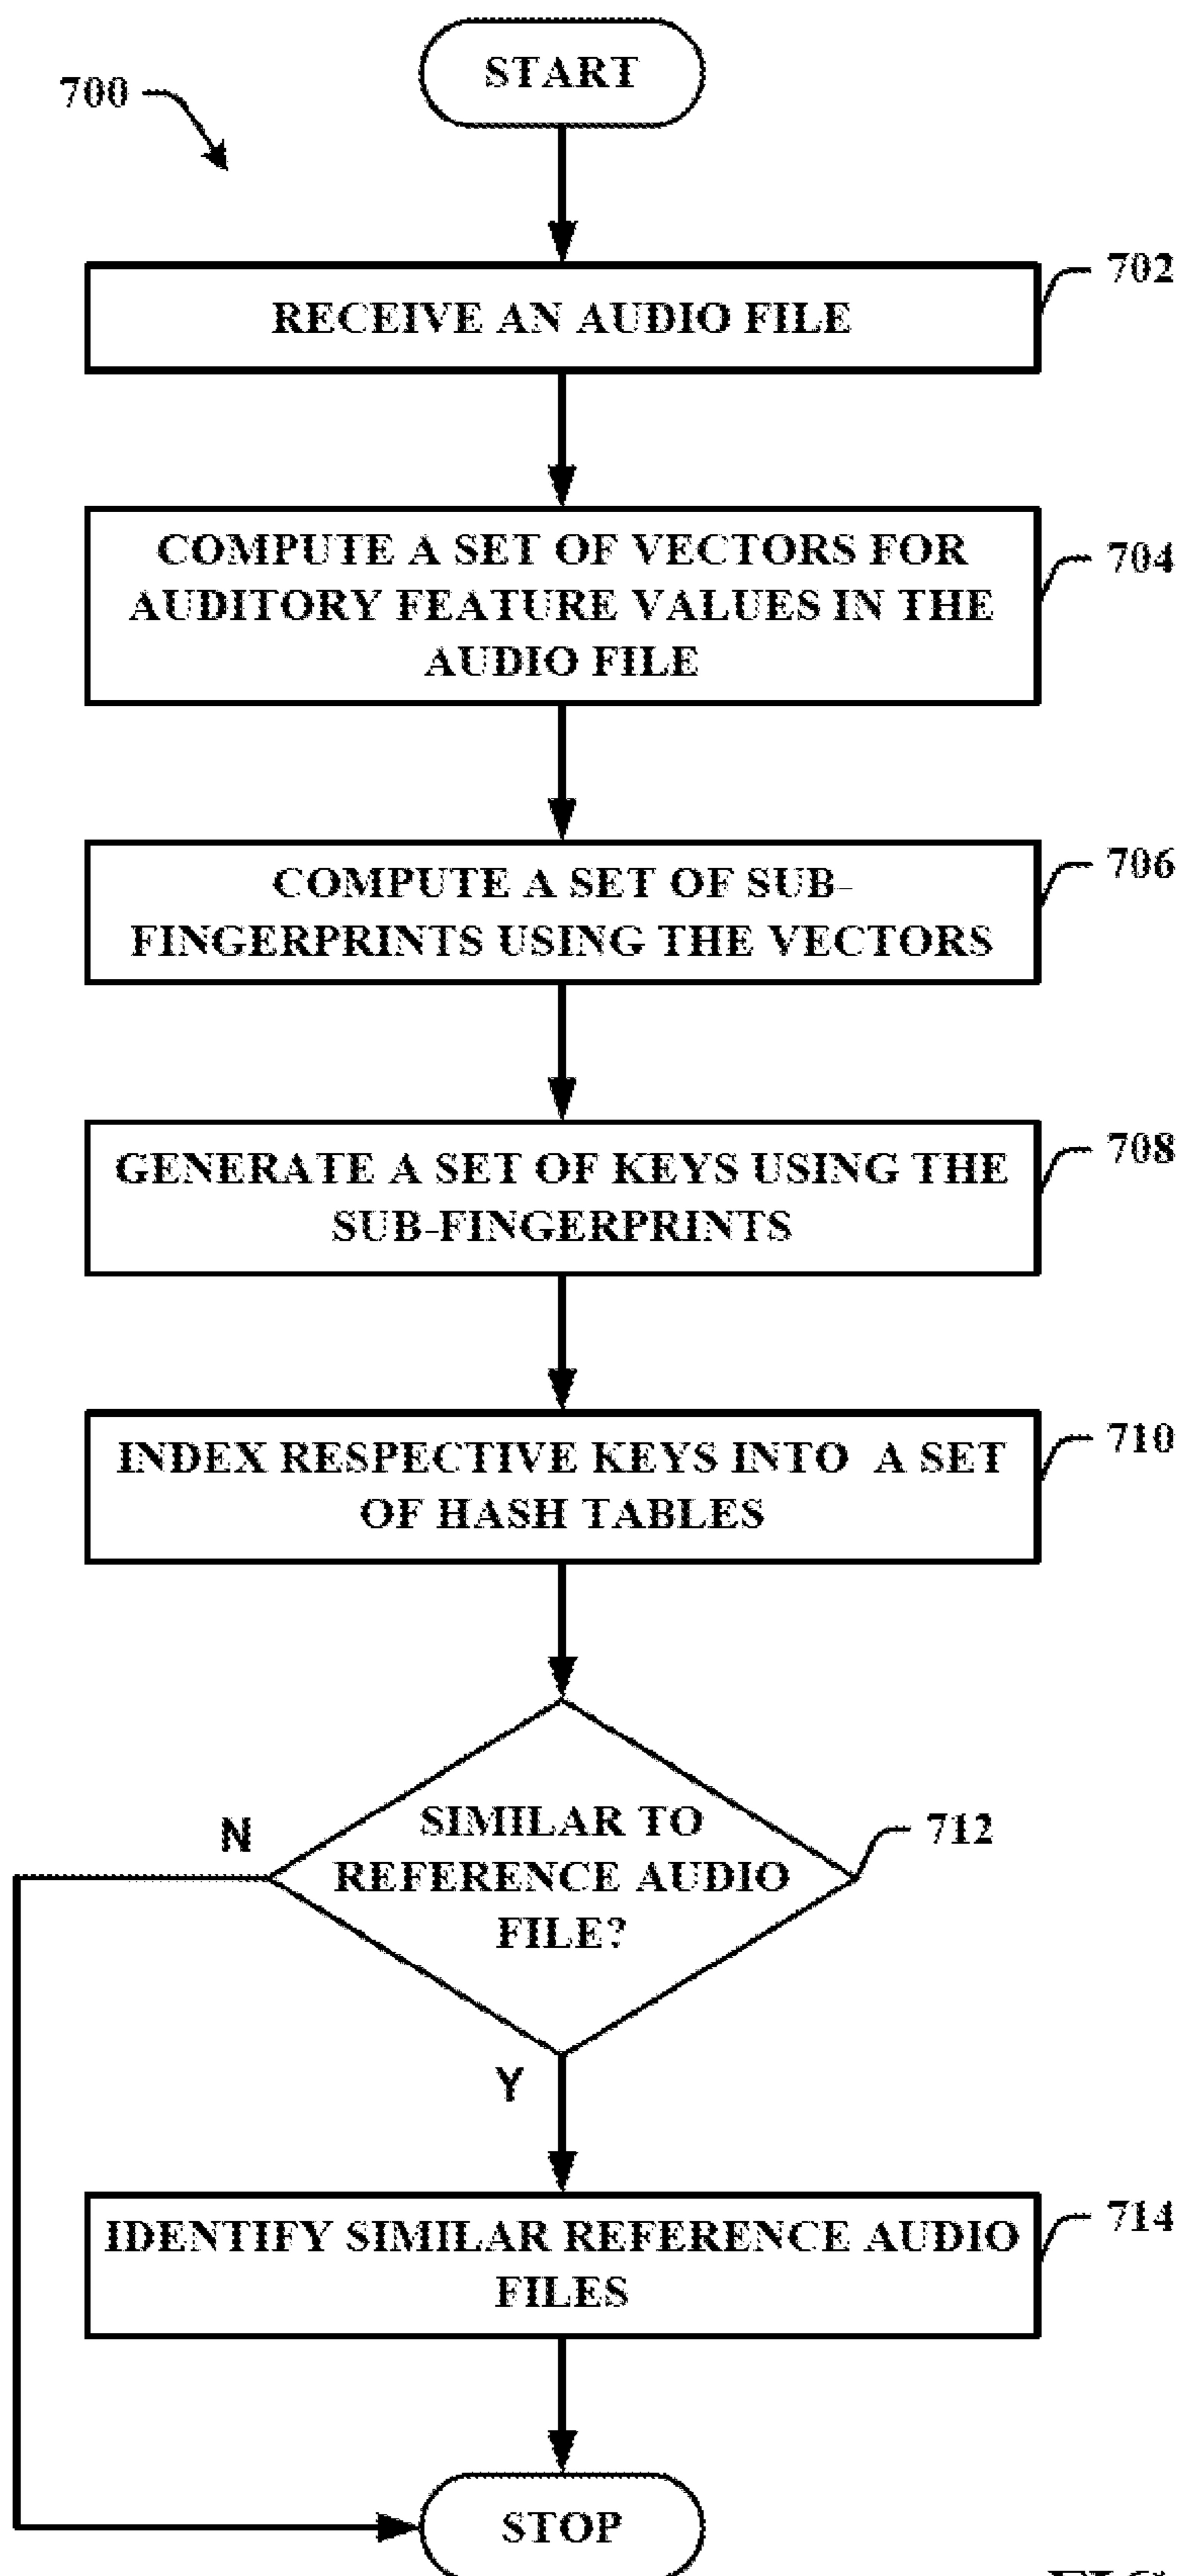 START
700
702
RECEIVE AN AUDIO FILE
COMPUTE A SET OF VECTORS FOR
AUDITORY FEATURE VALUES IN THE
AUDIO FILE
704
COMPUTE A SET OF SUB-
FINGERPRINTS USING THE VECTORS
706
GENERATE A SET OF KEYS USING THE
SUB-FINGERPRINTS
708
INDEX RESPECTIVE KEYS INTO A SET
OF HASH TABLES
710
N
SIMILAR TO
REFERENCE AUDIO
FILE?
712
Y
IDENTIFY SIMILAR REFERENCE AUDIO
FILES
714
STOP